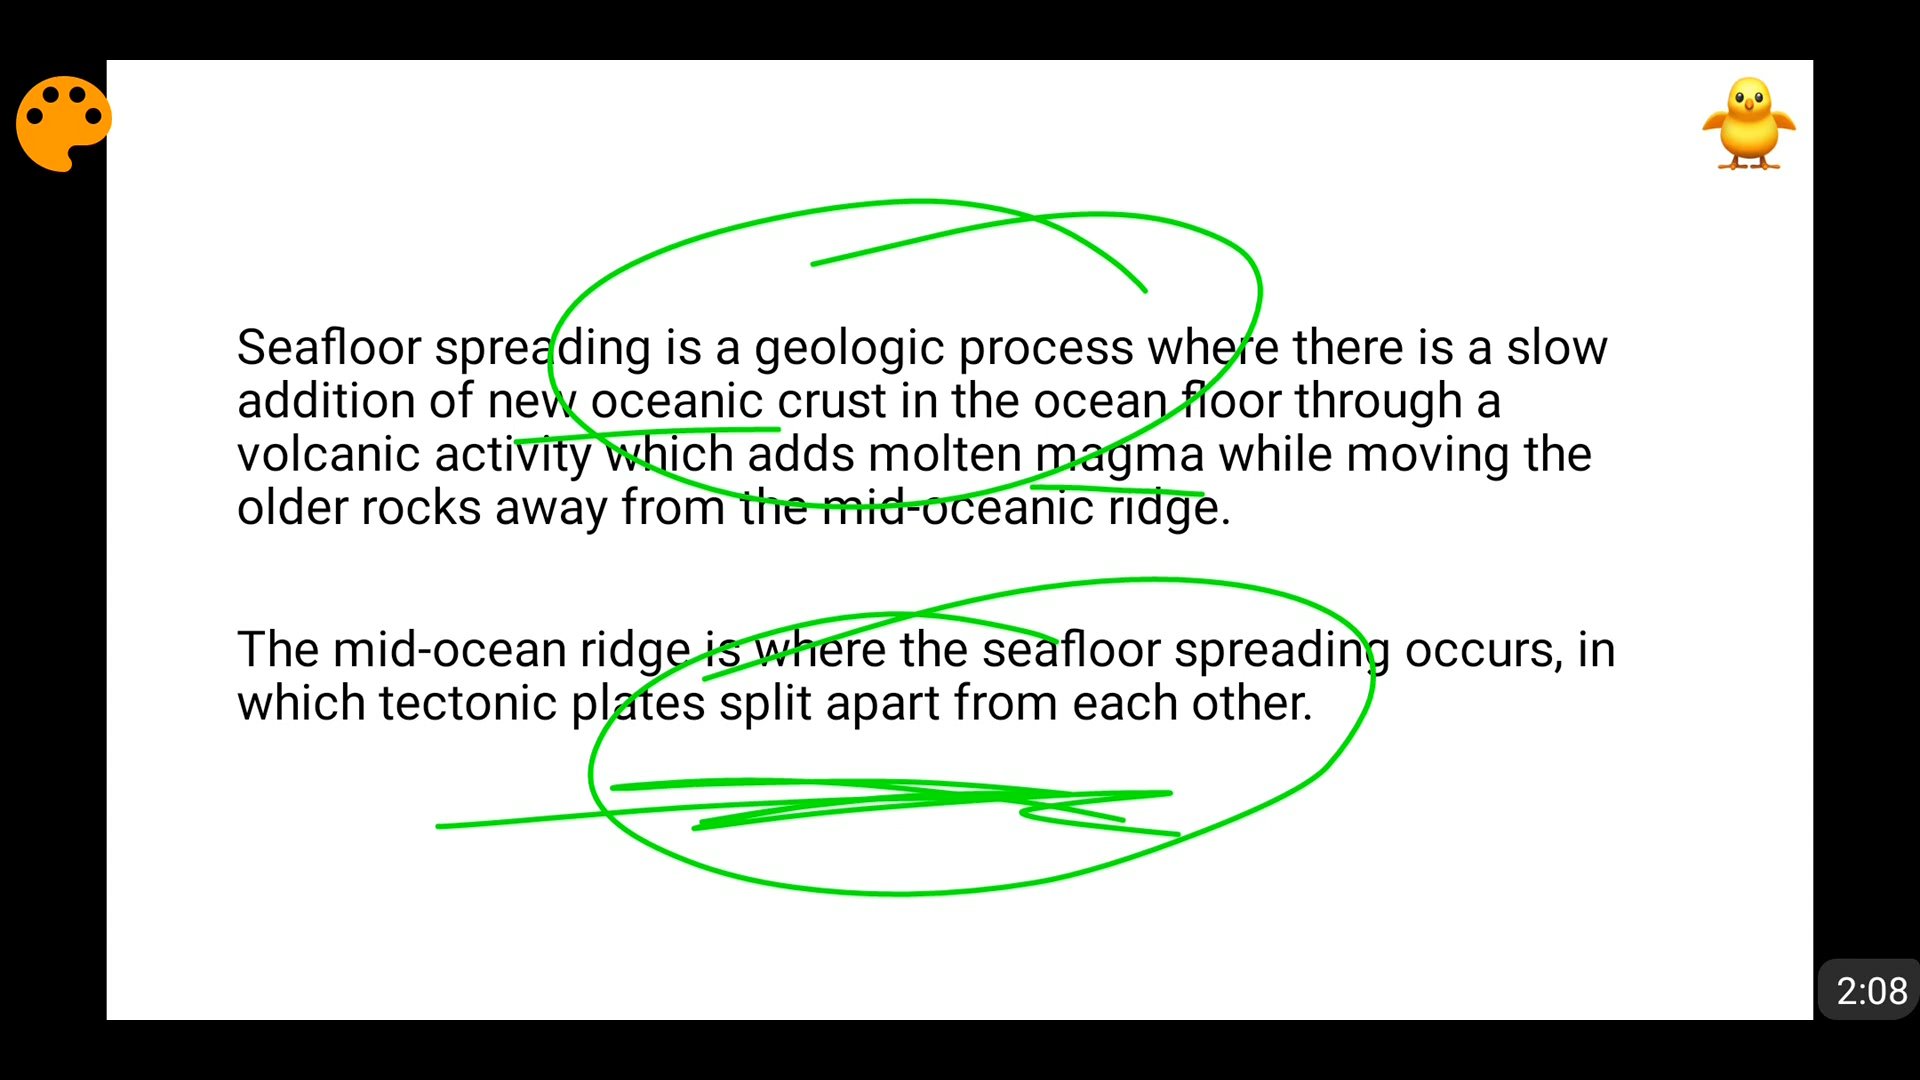 Seafloor spreading is a geologic process where there is a slow
addition of new oceanic crust in the ocean floor through a
volcanic activity which adds molten magma while moving the
older rocks away from the mid-oceanic ridge.
The mid-ocean ridge is where the seafloor spreading occurs, in
which tectonic plates split apart from each other.
2:08